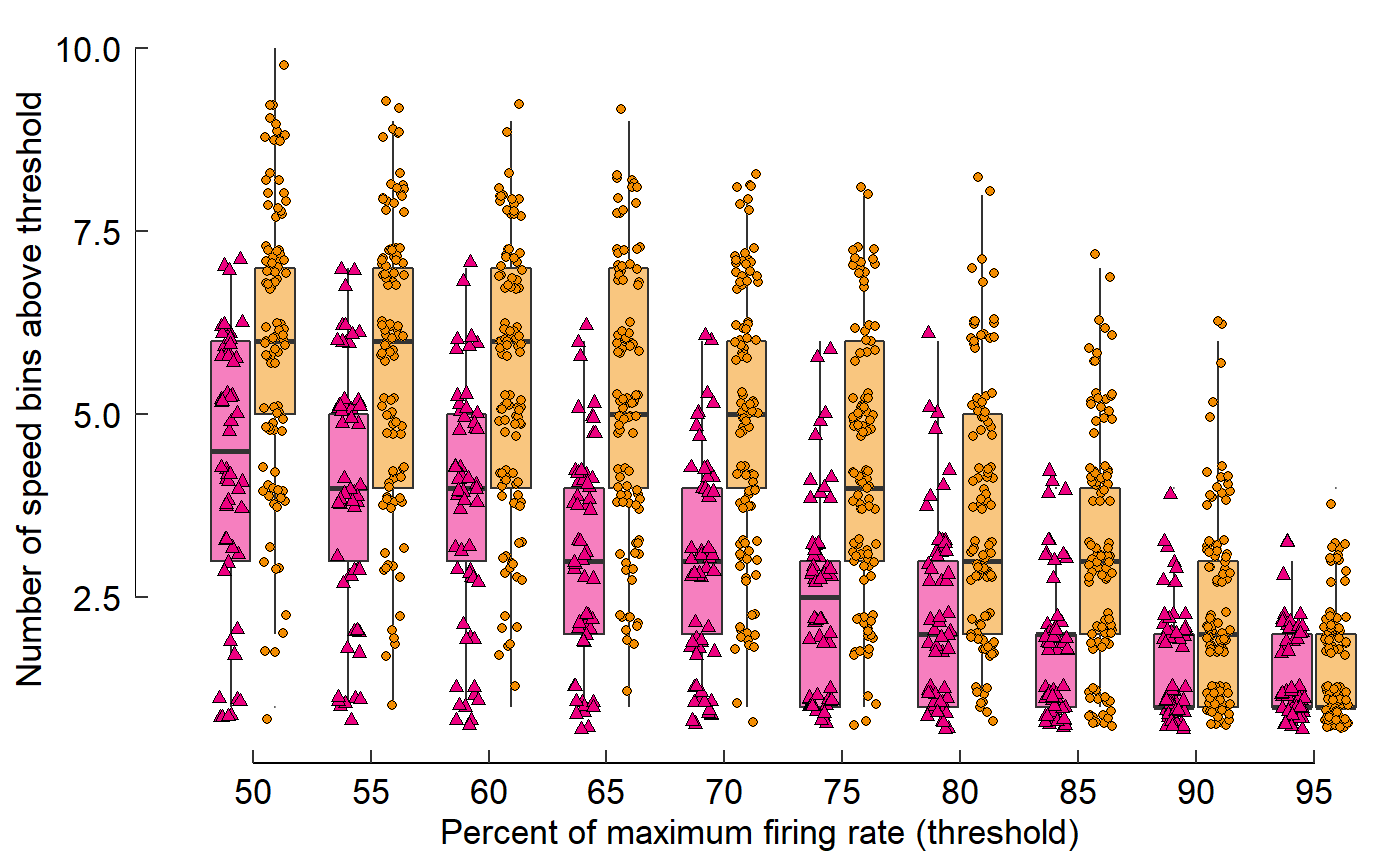 Number of speed bins above threshold
10.0
7.5
5.0
2.5
50 55 60 65 70 75 80 85 90 95
Percent of maximum firing rate (threshold)